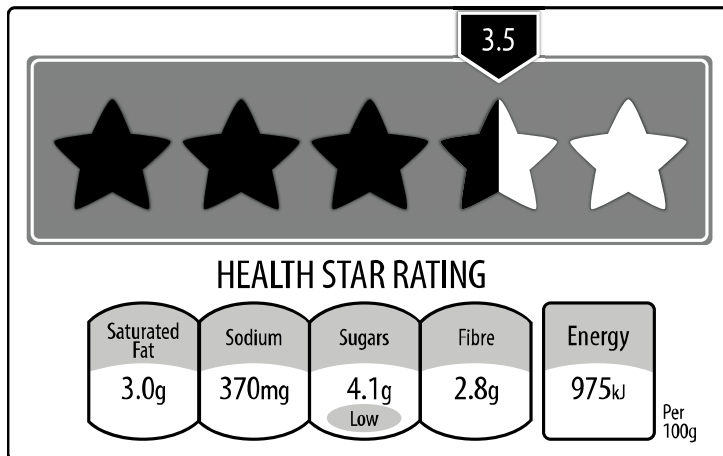 3.5
HEALTH STAR RATING
Saturated
Fat
3.0g
Sodium
370mg
Sugars
4.1g
Low
Fibre
2.8g
Energy
975kJ
Per
100g